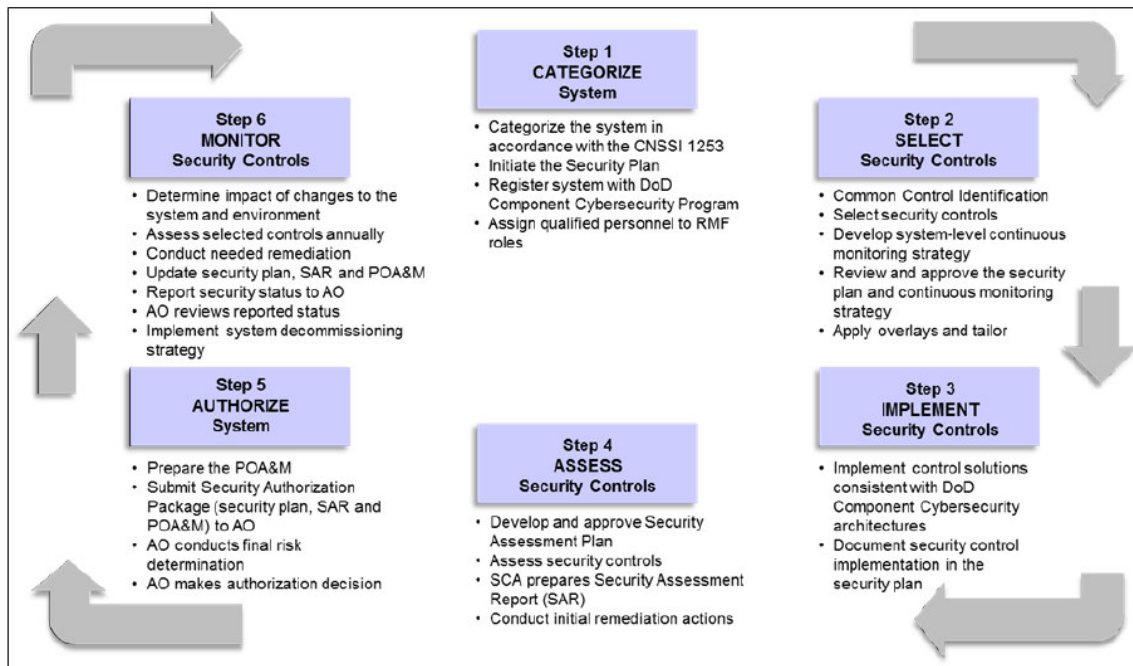 Step 1
CATEGORIZE
System
• Categorize the system in
accordance with the CNSSI 1253
• Initiate the Security Plan
• Register system with DoD
Component Cybersecurity Program
• Assign qualified personnel to RMF
roles
Step 2
SELECT
Security Controls
• Common Control Identification
• Select security controls
• Develop system-level continuous
monitoring strategy
• Review and approve the security
plan and continuous monitoring
strategy
• Apply overlays and tailor
Step 3
IMPLEMENT
Security Controls
• Implement control solutions
consistent with DoD
Component Cybersecurity
architectures
• Document security control
implementation in the
security plan
Step 4
ASSESS
Security Controls
• Develop and approve Security
Assessment Plan
• Assess security controls
• SCA prepares Security Assessment
Report (SAR)
• Conduct initial remediation actions
Step 5
AUTHORIZE
System
• Prepare the POA&M
• Submit Security Authorization
Package (security plan, SAR and
POA&M) to AO
• AO conducts final risk
determination
• AO makes authorization decision
Step 6
MONITOR
Security Controls
• Determine impact of changes to the
system and environment
• Assess selected controls annually
• Conduct needed remediation
• Update security plan, SAR and POA&M
• Report security status to AO
• AO reviews reported status
• Implement system decommissioning
strategy